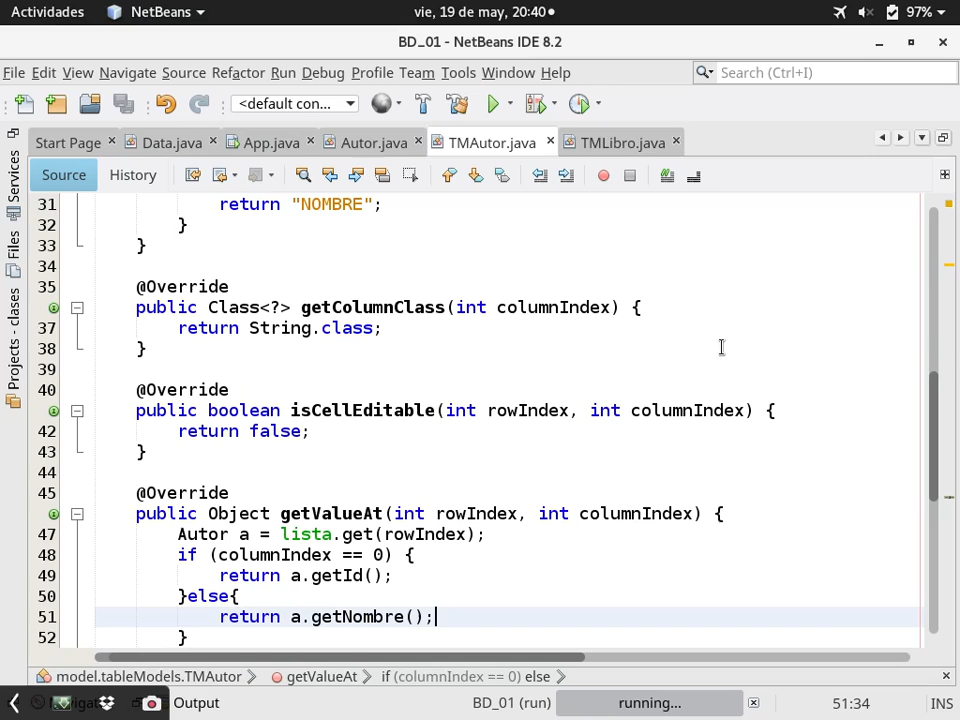 Actividades NetBeans vie, 19 de may, 20:40 97%
BD_01 - NetBeans IDE 8.2
File Edit View Navigate Source Refactor Run Debug Profile Team Tools Window Help Search (Ctrl+I)
<default con...
Start Page Data.java App.java Autor.java TMAutor.java TMLibro.java
Source History
Services
Files
Projects - clases
31 return "NOMBRE";
32 }
33 }
34
35 @Override
public Class<?> getColumnClass(int columnIndex) {
37 return String.class;
38 }
39
40 @Override
public boolean isCellEditable(int rowIndex, int columnIndex) {
42 return false;
43 }
44
45 @Override
public Object getValueAt(int rowIndex, int columnIndex) {
47 Autor a = lista.get(rowIndex);
48 if (columnIndex == 0) {
49 return a.getId();
50 }else{
51 return a.getNombre();
52 }
model.tableModels.TMAutor getValueAt if (columnIndex == 0) else
Output BD_01 (run) running... 51:34 INS